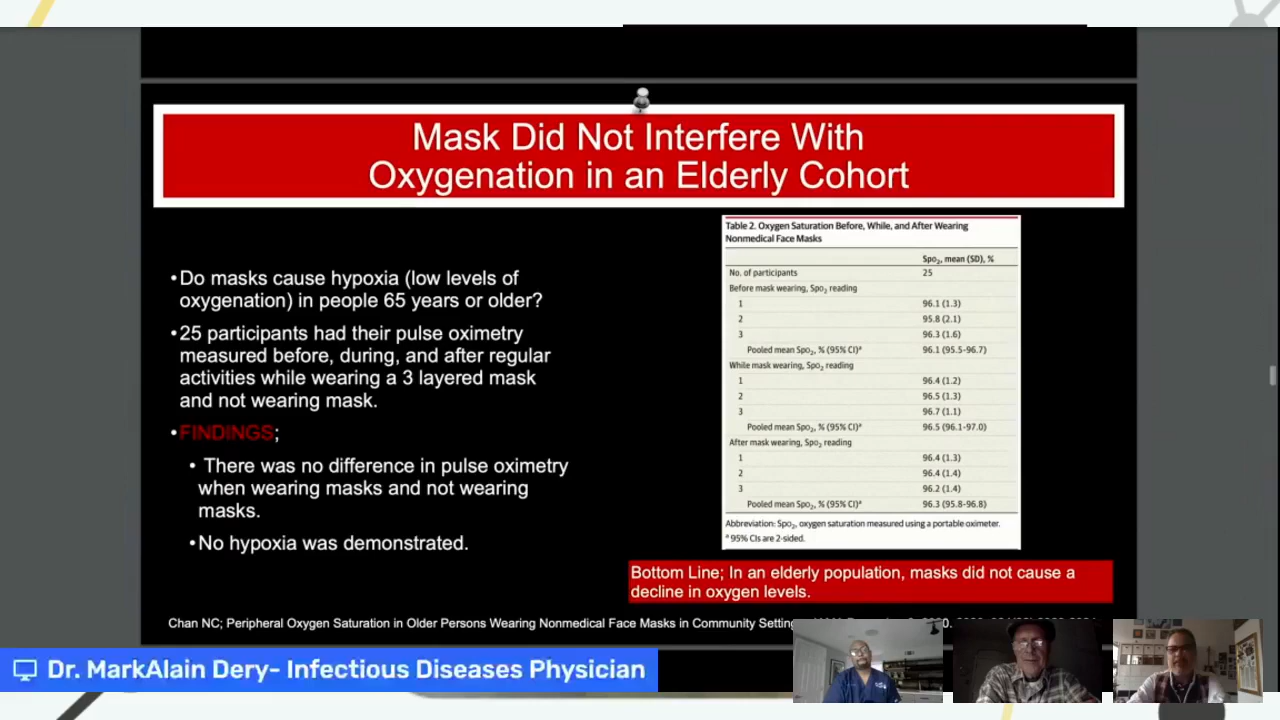 Mask Did Not Interfere With
Oxygenation in an Elderly Cohort
•Do masks cause hypoxia (low levels of
oxygenation) in people 65 years or older?
•25 participants had their pulse oximetry
measured before, during, and after regular
activities while wearing a 3 layered mask
and not wearing mask.
•FINDINGS;
• There was no difference in pulse oximetry
when wearing masks and not wearing
masks.
•No hypoxia was demonstrated.
Table 2. Oxygen Saturation Before, While, and After Wearing
Nonmedical Face Masks
Spo₂, mean (SD), %
No. of participants 25
Before mask wearing, Spo₂ reading
1 96.1 (1.3)
2 95.8 (2.1)
3 96.3 (1.6)
Pooled mean Spo₂, % (95% CI)ᵃ 96.1 (95.5-96.7)
While mask wearing, Spo₂ reading
1 96.4 (1.2)
2 96.5 (1.3)
3 96.7 (1.1)
Pooled mean Spo₂, % (95% CI)ᵃ 96.5 (96.1-97.0)
After mask wearing, Spo₂ reading
1 96.4 (1.3)
2 96.4 (1.4)
3 96.2 (1.4)
Pooled mean Spo₂, % (95% CI)ᵃ 96.3 (95.8-96.8)
Abbreviation: Spo₂, oxygen saturation measured using a portable oximeter.
ᵃ 95% CIs are 2-sided.
Bottom Line; In an elderly population, masks did not cause a
decline in oxygen levels.
Chan NC; Peripheral Oxygen Saturation in Older Persons Wearing Nonmedical Face Masks in Community Setting
Dr. MarkAlain Dery- Infectious Diseases Physician